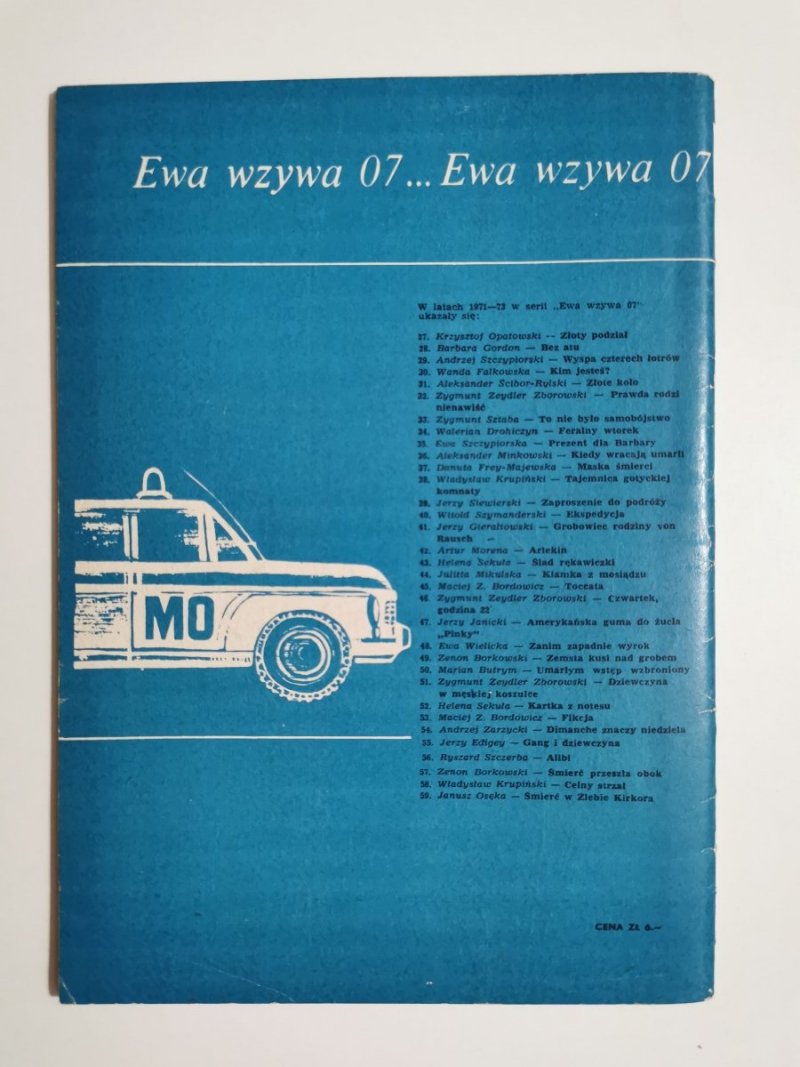 Ewa wzywa 07... Ewa wzywa 07
W latach 1971—73 w serii „Ewa wzywa 07"
ukazały się:
27. Krzysztof Opatowski — Złoty podział
28. Barbara Gordon — Bez atu
29. Andrzej Szczypiorski — Wyspa czterech łotrów
30. Wanda Falkowska — Kim jesteś?
31. Aleksander Ścibor-Rylski — Złote koło
32. Zygmunt Zeydler Zborowski — Prawda rodzi
nienawiść
33. Zygmunt Sztaba — To nie było samobójstwo
34. Walerian Drohiczyn — Feralny wtorek
35. Ewa Szczypiorska — Prezent dla Barbary
36. Aleksander Minkowski — Kiedy wracają umarli
37. Danuta Frey-Majewska — Maska śmierci
38. Władysław Krupiński — Tajemnica gotyckiej
komnaty
39. Jerzy Siewierski — Zaproszenie do podróży
40. Witold Szymanderski — Ekspedycja
41. Jerzy Gierałtowski — Grobowiec rodziny von
Rausch
42. Artur Morena — Arlekin
43. Helena Sekuła — Ślad rękawiczki
44. Julitta Mikulska — Klamka z mosiądzu
45. Maciej Z. Bordowicz — Toccata
46. Zygmunt Zeydler Zborowski — Czwartek,
godzina 22
47. Jerzy Janicki — Amerykańska guma do żucia
„Pinky"
48. Ewa Wielicka — Zanim zapadnie wyrok
49. Zenon Borkowski — Zemsta kusi nad grobem
50. Marian Butrym — Umarłym wstęp wzbroniony
51. Zygmunt Zeydler Zborowski — Dziewczyna
w męskiej koszulce
52. Helena Sekuła — Kartka z notesu
53. Maciej Z. Bordowicz — Fikcja
54. Andrzej Zarzycki — Dimanche znaczy niedziela
55. Jerzy Edigey — Gang i dziewczyna
56. Ryszard Szczerba — Alibi
57. Zenon Borkowski — Śmierć przeszła obok
58. Władysław Krupiński — Celny strzał
59. Janusz Osęka — Śmierć w Żlebie Kirkora
MO
CENA ZŁ 6.—